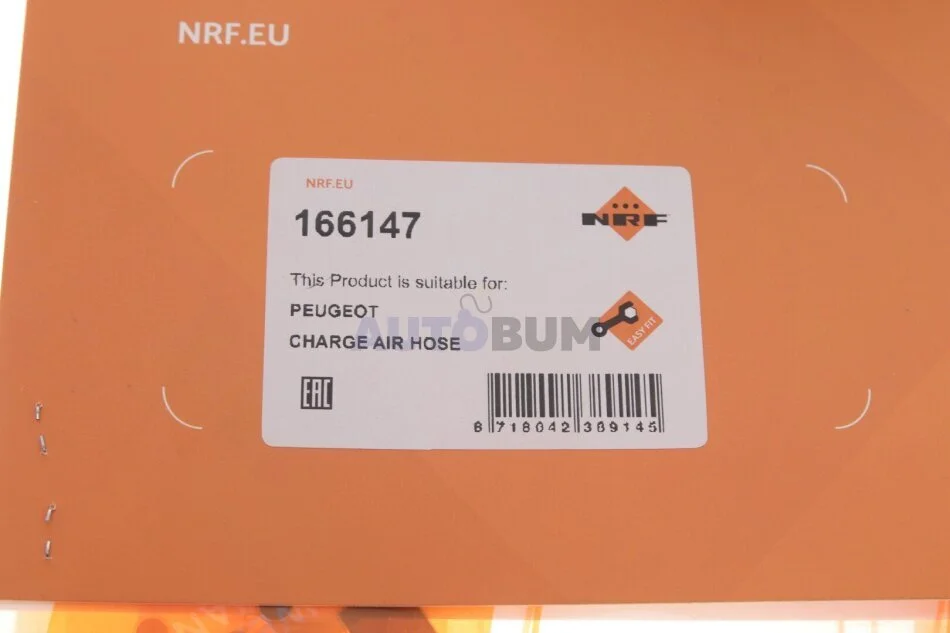 NRF.EU
NRF.EU
166147
NRF
This Product is suitable for:
PEUGEOT
CHARGE AIR HOSE
AUTOBUM
EASY FIT
EAC
8 718042 389145